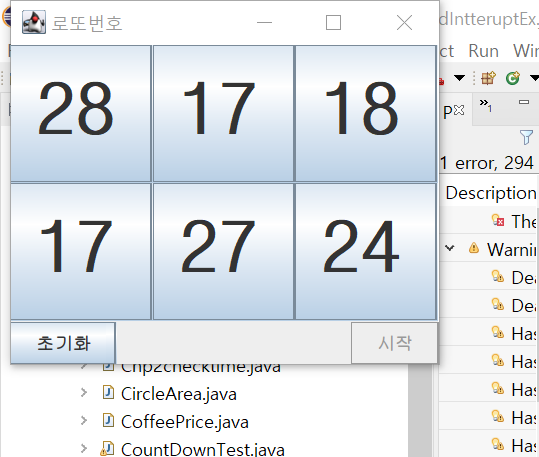 로또번호
dIntteruptEx.
28 17 18
17 27 24
초기화 시작
ct Run Win
1 error, 294
Description
The
Warnin
Dea
Dea
Has
Has
Has
Has
Has
Chp2checktime.java
CircleArea.java
CoffeePrice.java
CountDownTest.java